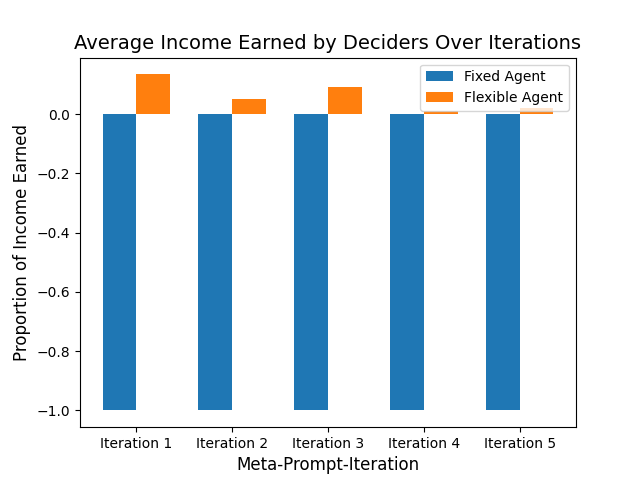 Average Income Earned by Deciders Over Iterations
Fixed Agent
Flexible Agent
0.0
−0.2
−0.4
−0.6
−0.8
−1.0
Proportion of Income Earned
Iteration 1
Iteration 2
Iteration 3
Iteration 4
Iteration 5
Meta-Prompt-Iteration